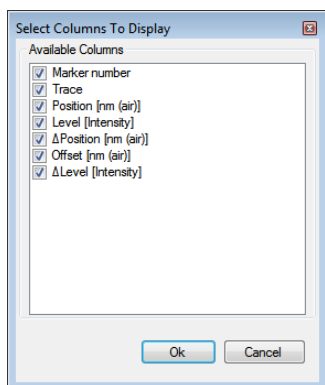 Select Columns To Display
Available Columns
Marker number
Trace
Position [nm (air)]
Level [Intensity]
ΔPosition [nm (air)]
Offset [nm (air)]
ΔLevel [Intensity]
Ok
Cancel